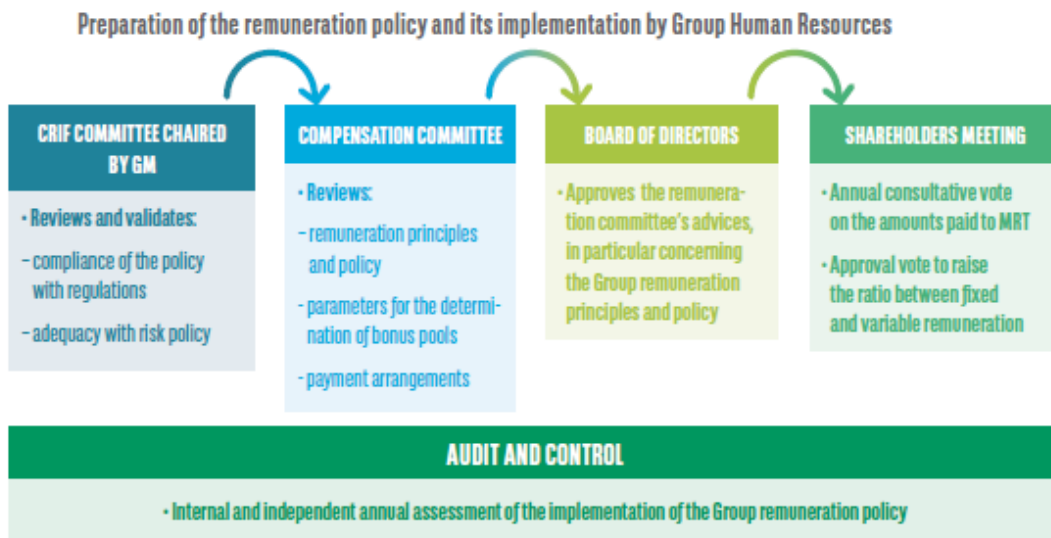 Preparation of the remuneration policy and its implementation by Group Human Resources
CRIF COMMITTEE CHAIRED
BY GM
• Reviews and validates:
– compliance of the policy
with regulations
– adequacy with risk policy
COMPENSATION COMMITTEE
• Reviews:
– remuneration principles
and policy
- parameters for the determi-
nation of bonus pools
- payment arrangements
BOARD OF DIRECTORS
• Approves the remunera-
tion committee's advices,
in particular concerning
the Group remuneration
principles and policy
SHAREHOLDERS MEETING
• Annual consultative vote
on the amounts paid to MRT
• Approval vote to raise
the ratio between fixed
and variable remuneration
AUDIT AND CONTROL
• Internal and independent annual assessment of the implementation of the Group remuneration policy